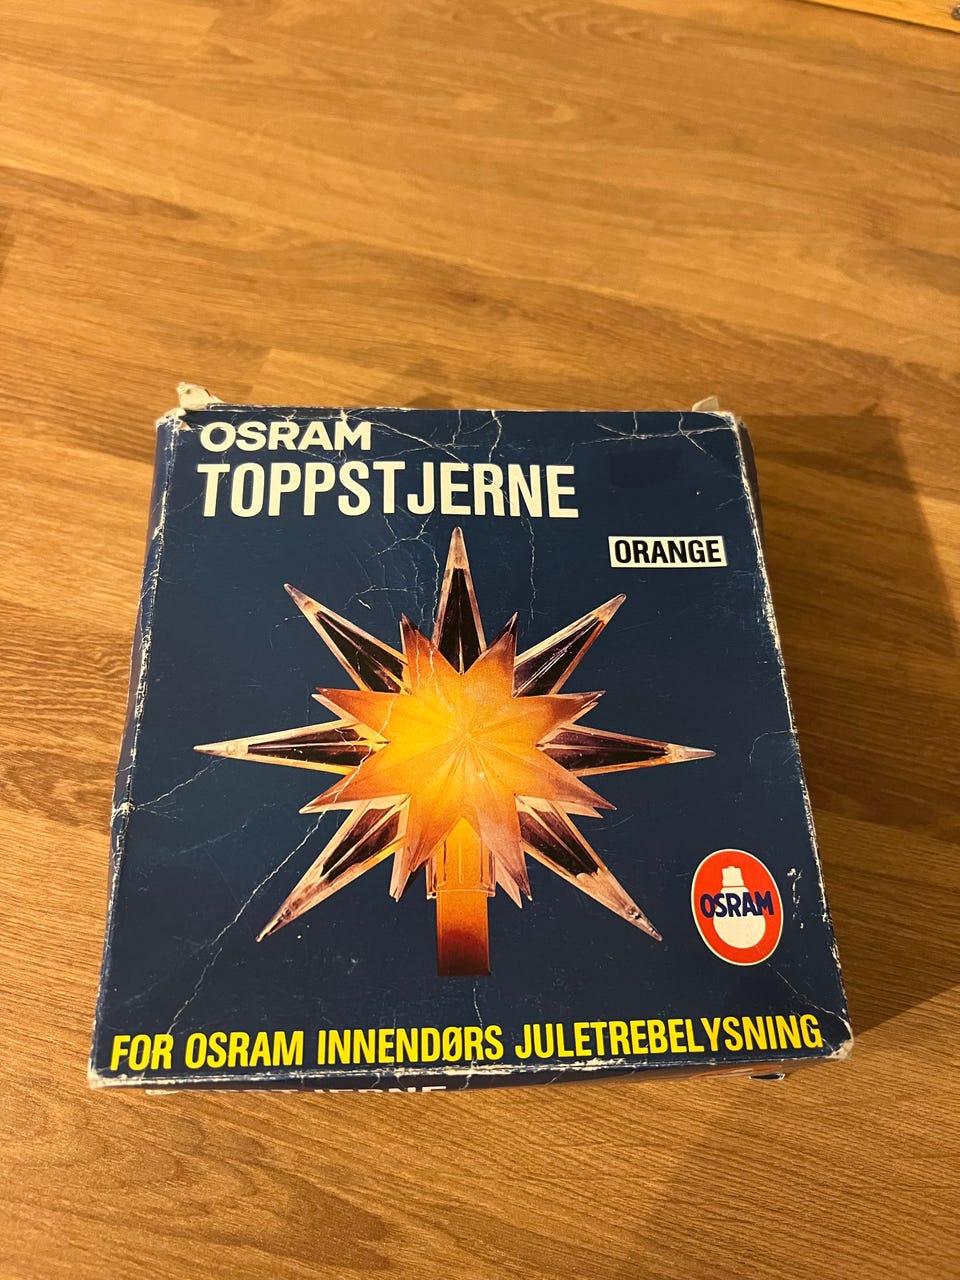 OSRAM
TOPPSTJERNE
ORANGE
OSRAM
FOR OSRAM INNENDØRS JULETREBELYSNING